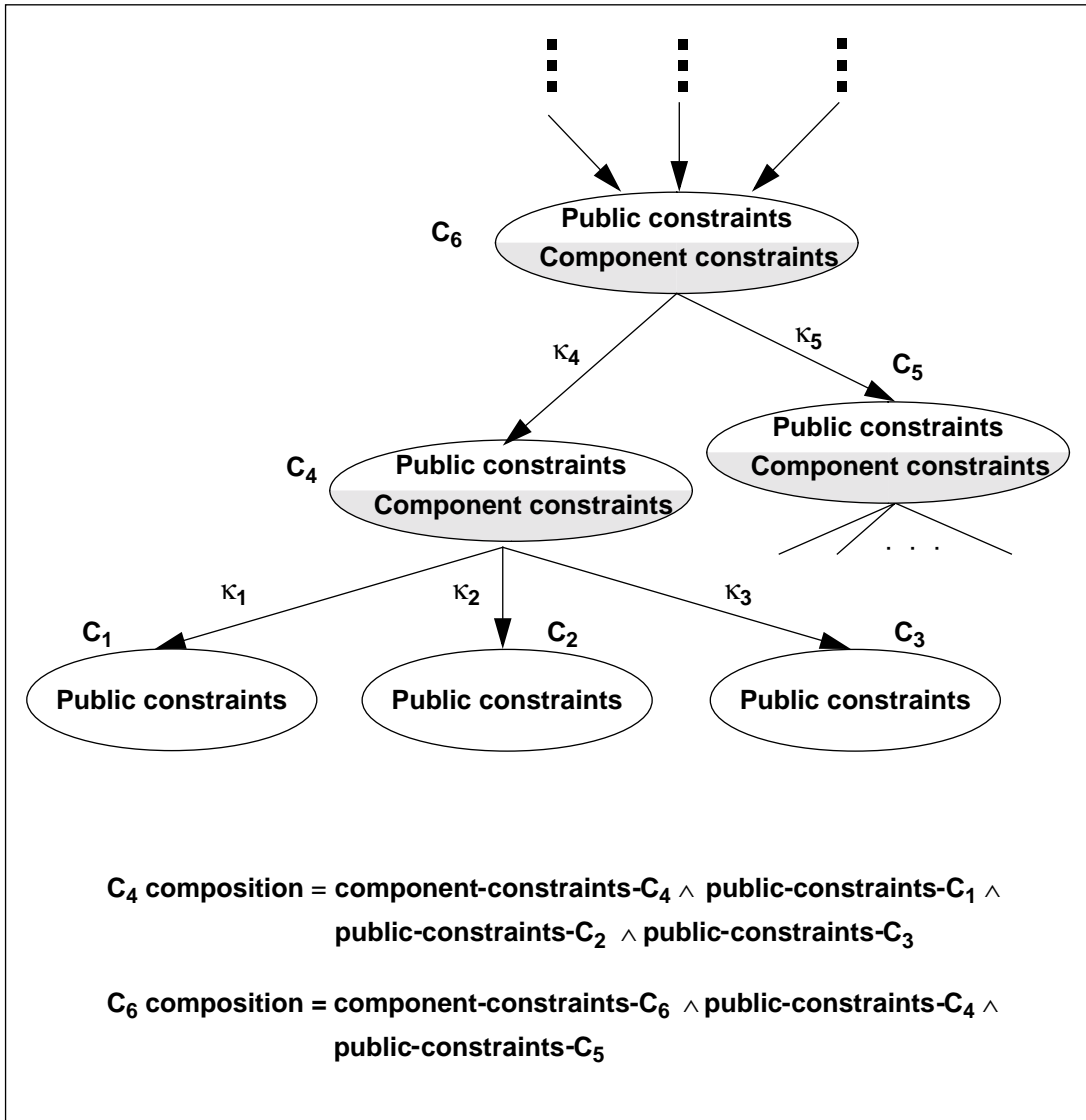 Public constraints
C₆
Component constraints
κ₄
κ₅
C₅
Public constraints
Component constraints
C₄
Public constraints
Component constraints
. . .
κ₁
κ₂
κ₃
C₁
C₂
C₃
Public constraints
Public constraints
Public constraints
C₄ composition = component-constraints-C₄ ∧ public-constraints-C₁ ∧
public-constraints-C₂ ∧ public-constraints-C₃
C₆ composition = component-constraints-C₆ ∧ public-constraints-C₄ ∧
public-constraints-C₅